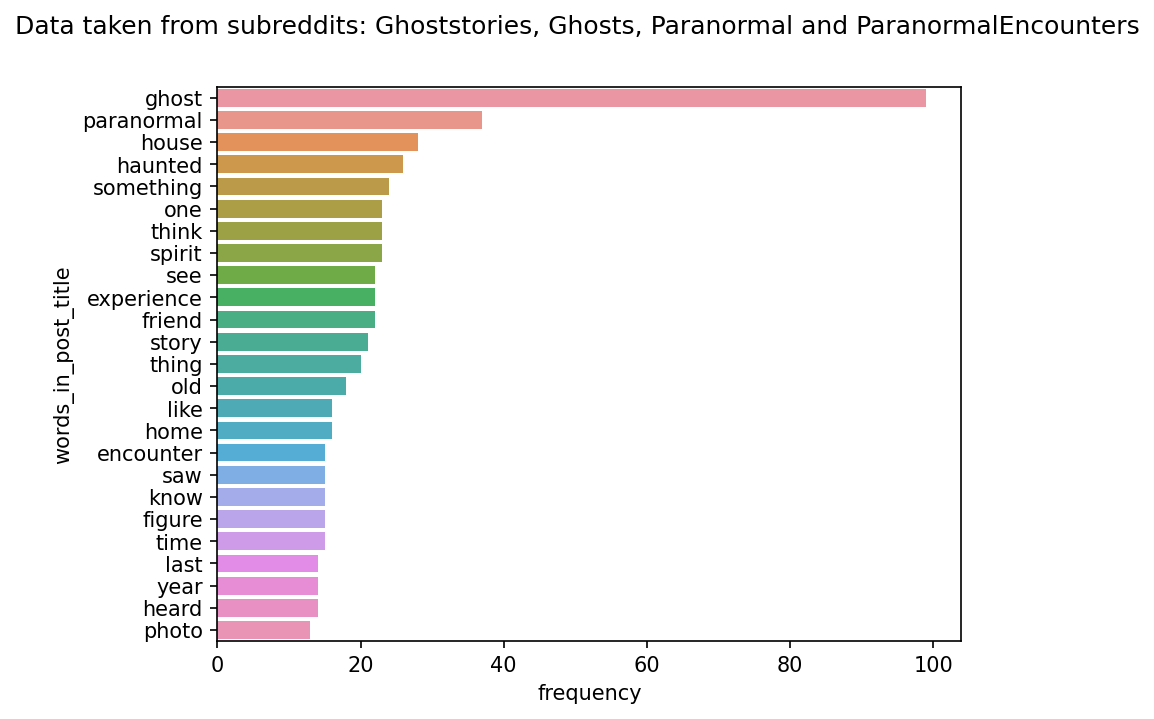 Data taken from subreddits: Ghoststories, Ghosts, Paranormal and ParanormalEncounters
words_in_post_title
ghost
paranormal
house
haunted
something
one
think
spirit
see
experience
friend
story
thing
old
like
home
encounter
saw
know
figure
time
last
year
heard
photo
0 20 40 60 80 100
frequency